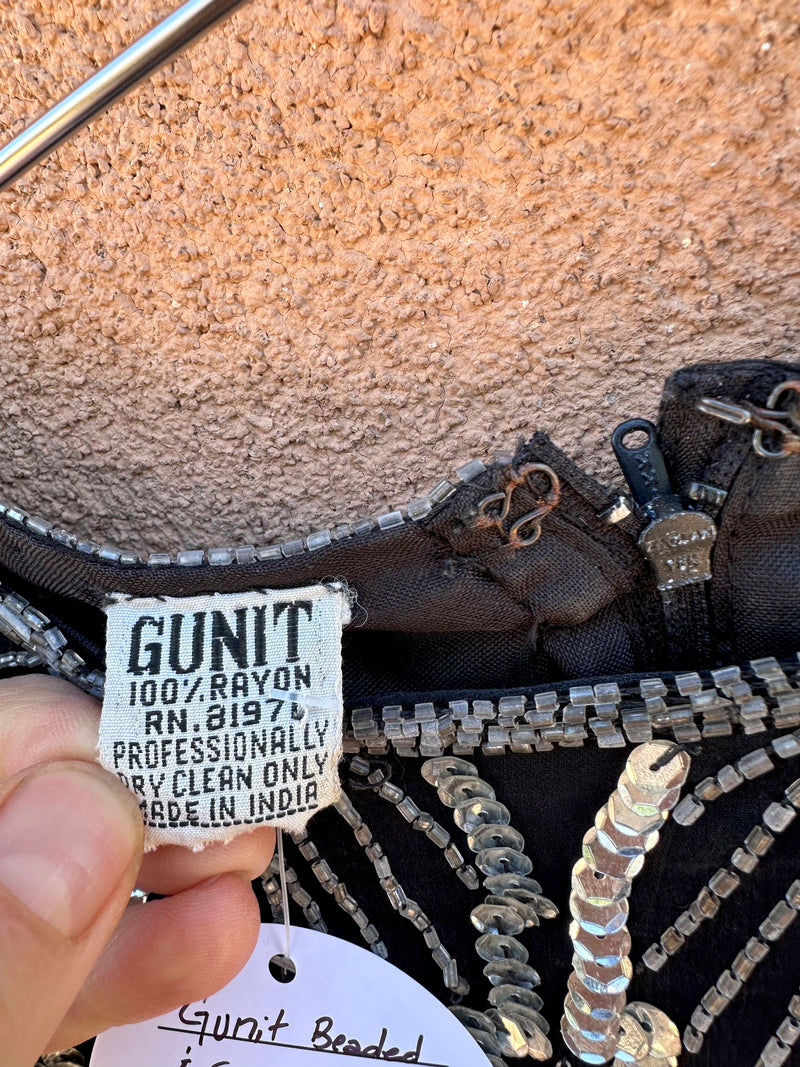 GUNIT
100% RAYON
RN. 8197
PROFESSIONALLY
DRY CLEAN ONLY
MADE IN INDIA
Gunit Beaded